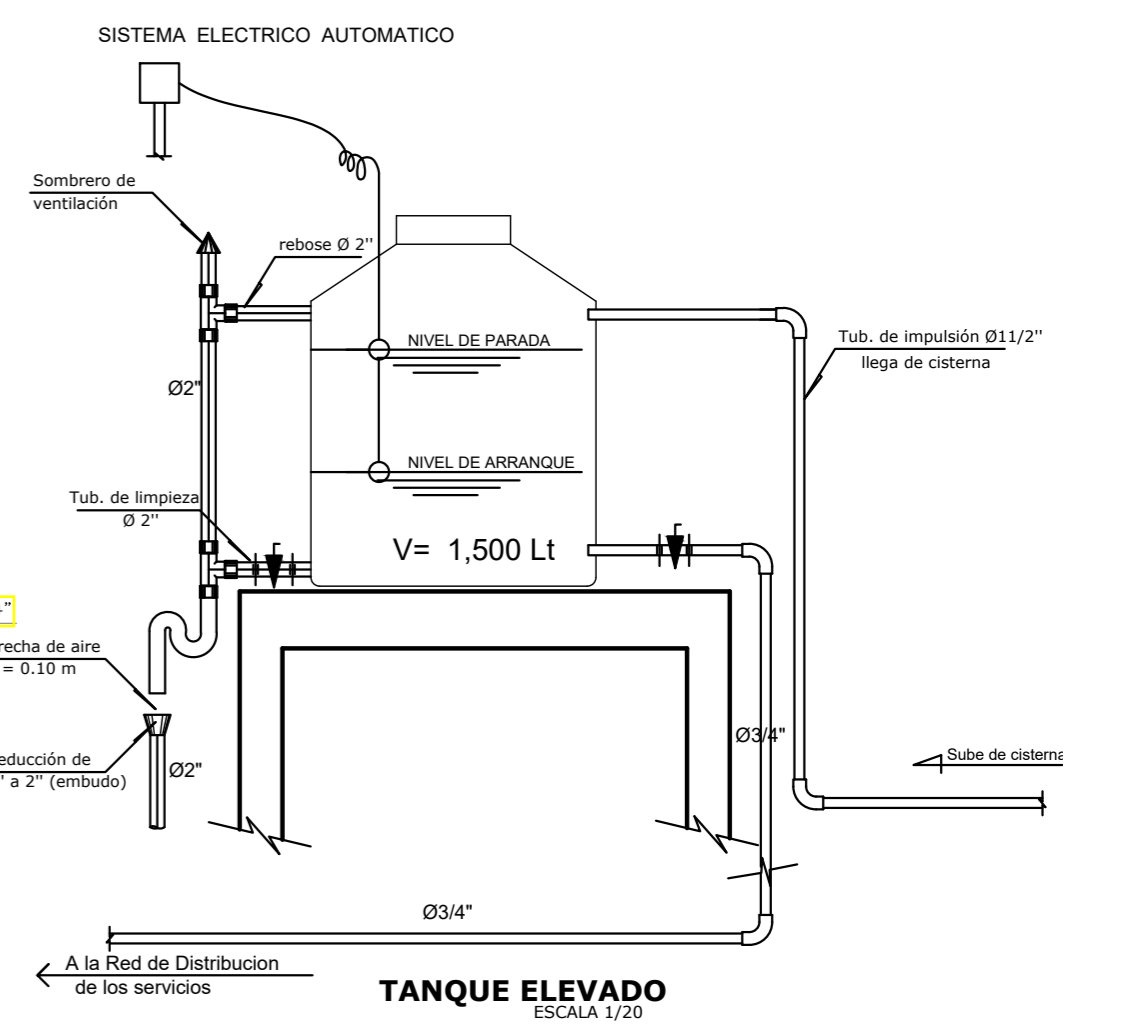 SISTEMA ELECTRICO AUTOMATICO
Sombrero de
ventilación
rebose Ø 2''
NIVEL DE PARADA
Tub. de impulsión Ø11/2''
llega de cisterna
Ø2"
NIVEL DE ARRANQUE
Tub. de limpieza
Ø 2''
V= 1,500 Lt
de aire
= 0.10 m
Ø3/4"
Sube de cisterna
de
a 2'' (embudo)
Ø2"
Ø3/4"
A la Red de Distribucion
de los servicios
TANQUE ELEVADO
ESCALA 1/20